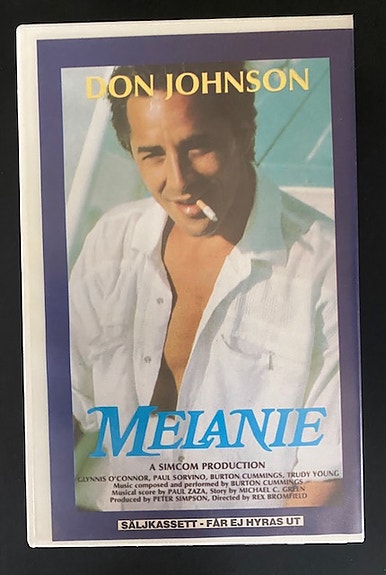 DON JOHNSON
MELANIE
A SIMCOM PRODUCTION
GLYNNIS O'CONNOR, PAUL SORVINO, BURTON CUMMINGS, TRUDY YOUNG
Music composed and performed by BURTON CUMMINGS
Musical score by PAUL ZAZA, Story by MICHAEL C. GREEN
Produced by PETER SIMPSON, Directed by REX BROMFIELD
SÄLJKASSETT - FÅR EJ HYRAS UT